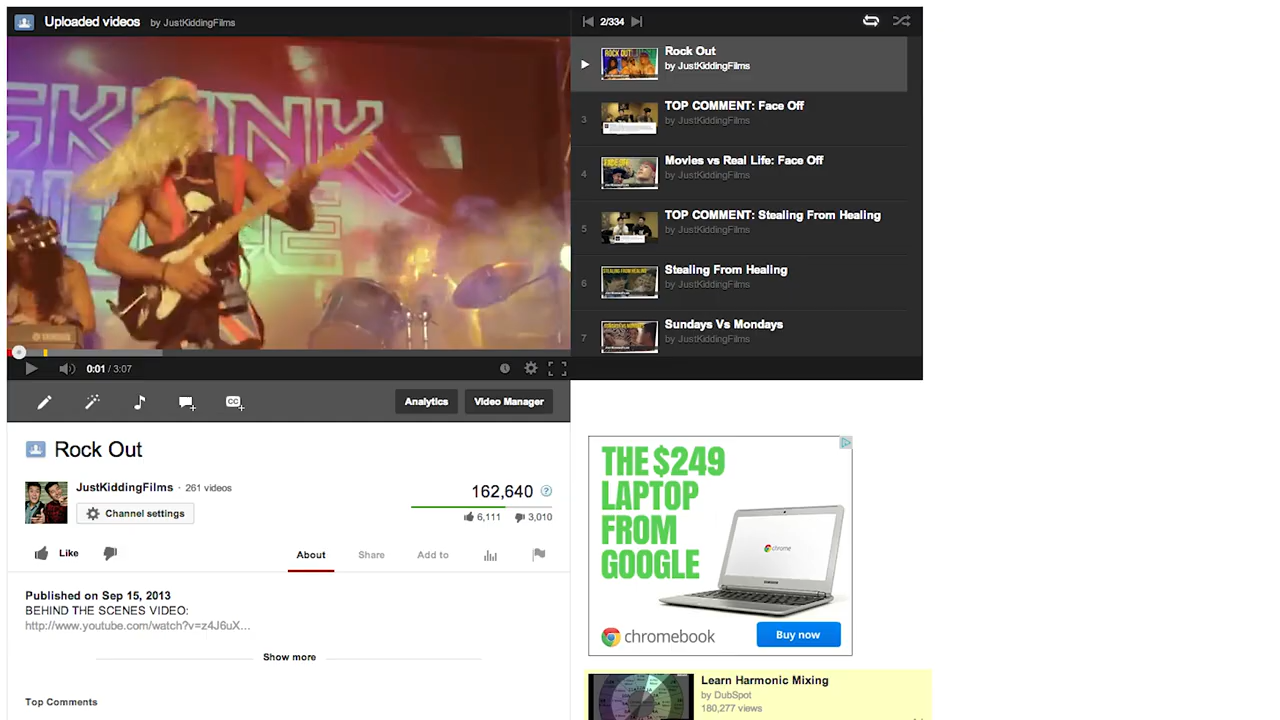 Uploaded videos by JustKiddingFilms
2/334
SKUNK
Rock Out
by JustKiddingFilms
3
TOP COMMENT: Face Off
by JustKiddingFilms
4
Movies vs Real Life: Face Off
by JustKiddingFilms
5
TOP COMMENT: Stealing From Healing
by JustKiddingFilms
6
Stealing From Healing
by JustKiddingFilms
7
Sundays Vs Mondays
by JustKiddingFilms
0:01 / 3:07
Analytics
Video Manager
Rock Out
JustKiddingFilms · 261 videos
Channel settings
162,640
6,111
3,010
Like
About
Share
Add to
Published on Sep 15, 2013
BEHIND THE SCENES VIDEO:
http://www.youtube.com/watch?v=z4J6uX...
Show more
Top Comments
THE $249
LAPTOP
FROM
GOOGLE
chrome
chromebook
Buy now
Learn Harmonic Mixing
by DubSpot
180,277 views